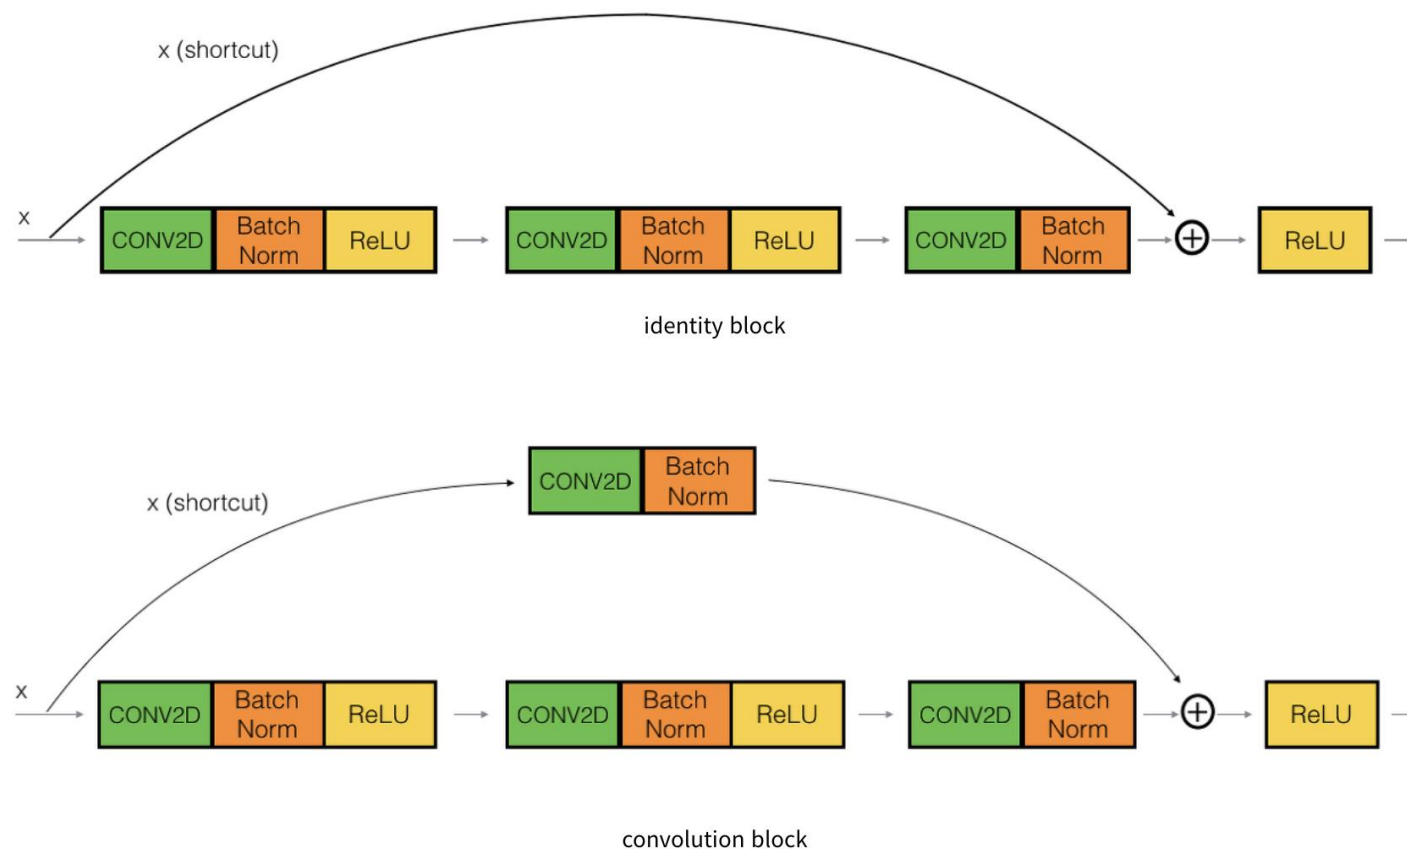 x (shortcut)
x
CONV2D
Batch
Norm
ReLU
CONV2D
Batch
Norm
ReLU
CONV2D
Batch
Norm
ReLU
identity block
CONV2D
Batch
Norm
x (shortcut)
x
CONV2D
Batch
Norm
ReLU
CONV2D
Batch
Norm
ReLU
CONV2D
Batch
Norm
ReLU
convolution block